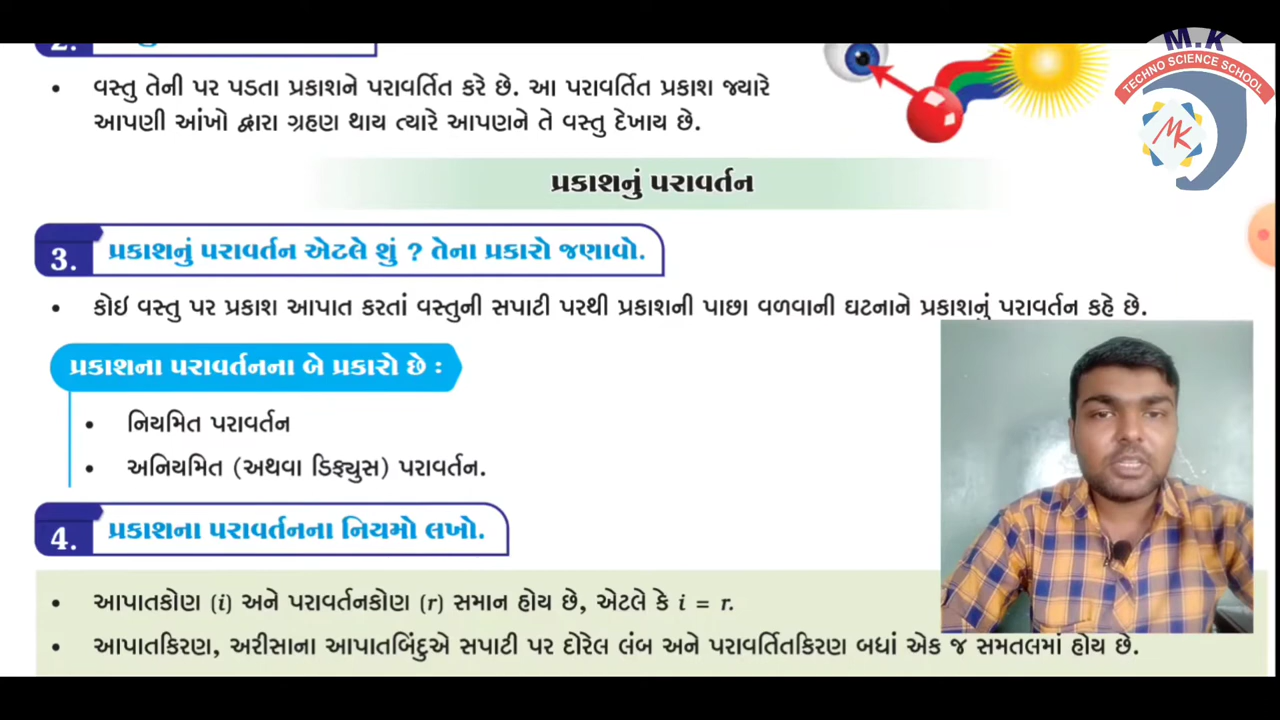 M.K
TECHNO SCIENCE SCHOOL
MK
2.
વસ્તુ તેની પર પડતા પ્રકાશને પરાવર્તિત કરે છે. આ પરાવર્તિત પ્રકાશ જ્યારે
આપણી આંખો દ્વારા ગ્રહણ થાય ત્યારે આપણને તે વસ્તુ દેખાય છે.
પ્રકાશનું પરાવર્તન
3. પ્રકાશનું પરાવર્તન એટલે શું ? તેના પ્રકારો જણાવો.
કોઇ વસ્તુ પર પ્રકાશ આપાત કરતાં વસ્તુની સપાટી પરથી પ્રકાશની પાછા વળવાની ઘટનાને પ્રકાશનું પરાવર્તન કહે છે.
પ્રકાશના પરાવર્તનના બે પ્રકારો છે :
નિયમિત પરાવર્તન
અનિયમિત (અથવા ડિફ્યુસ) પરાવર્તન.
4. પ્રકાશના પરાવર્તનના નિયમો લખો.
આપાતકોણ (i) અને પરાવર્તનકોણ (r) સમાન હોય છે, એટલે કે i = r.
આપાતકિરણ, અરીસાના આપાતબિંદુએ સપાટી પર દોરેલ લંબ અને પરાવર્તિતકિરણ બધાં એક જ સમતલમાં હોય છે.